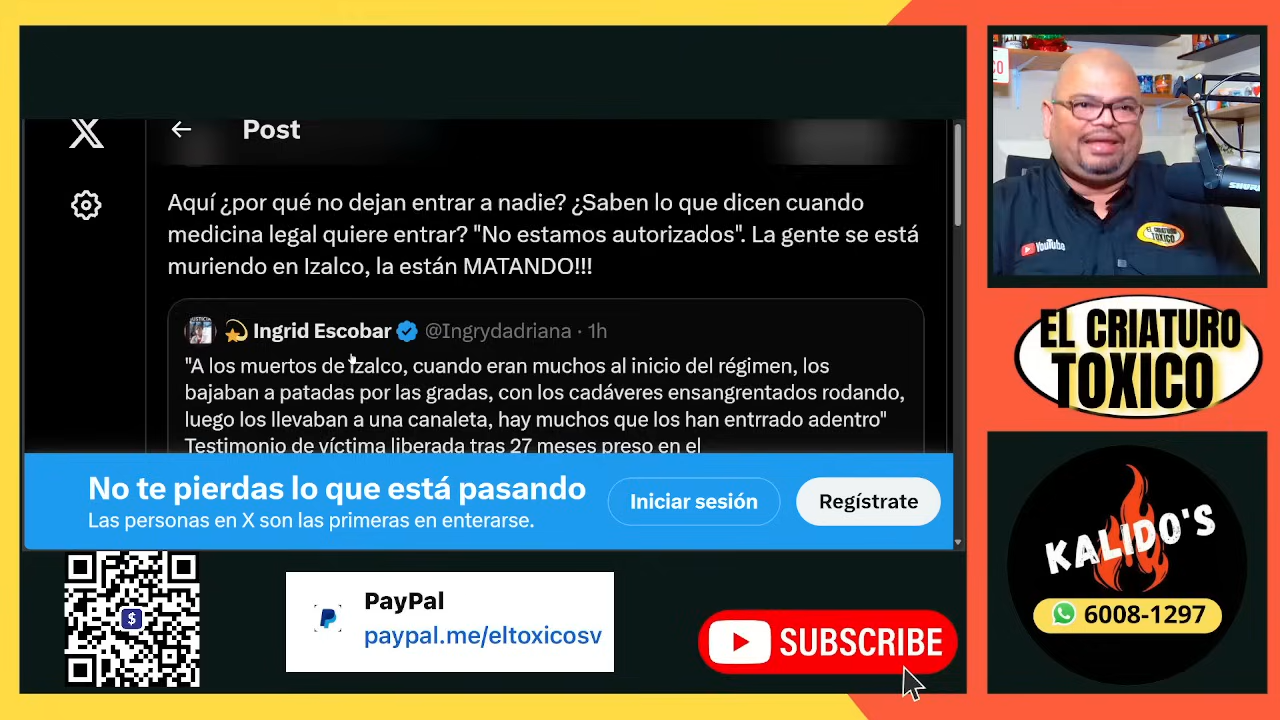 Post
Aquí ¿por qué no dejan entrar a nadie? ¿Saben lo que dicen cuando
medicina legal quiere entrar? "No estamos autorizados". La gente se está
muriendo en Izalco, la están MATANDO!!!
Ingrid Escobar @Ingrydadriana · 1h
"A los muertos de Izalco, cuando eran muchos al inicio del régimen, los
bajaban a patadas por las gradas, con los cadáveres ensangrentados rodando,
luego los llevaban a una canaleta, hay muchos que los han entrrado adentro"
Testimonio de víctima liberada tras 27 meses preso en el
No te pierdas lo que está pasando
Las personas en X son las primeras en enterarse.
Iniciar sesión
Regístrate
PayPal
paypal.me/eltoxicosv
SUBSCRIBE
YouTube
EL CRIATURO
TOXICO
SHURE
EL CRIATURO
TOXICO
KALIDO'S
6008-1297